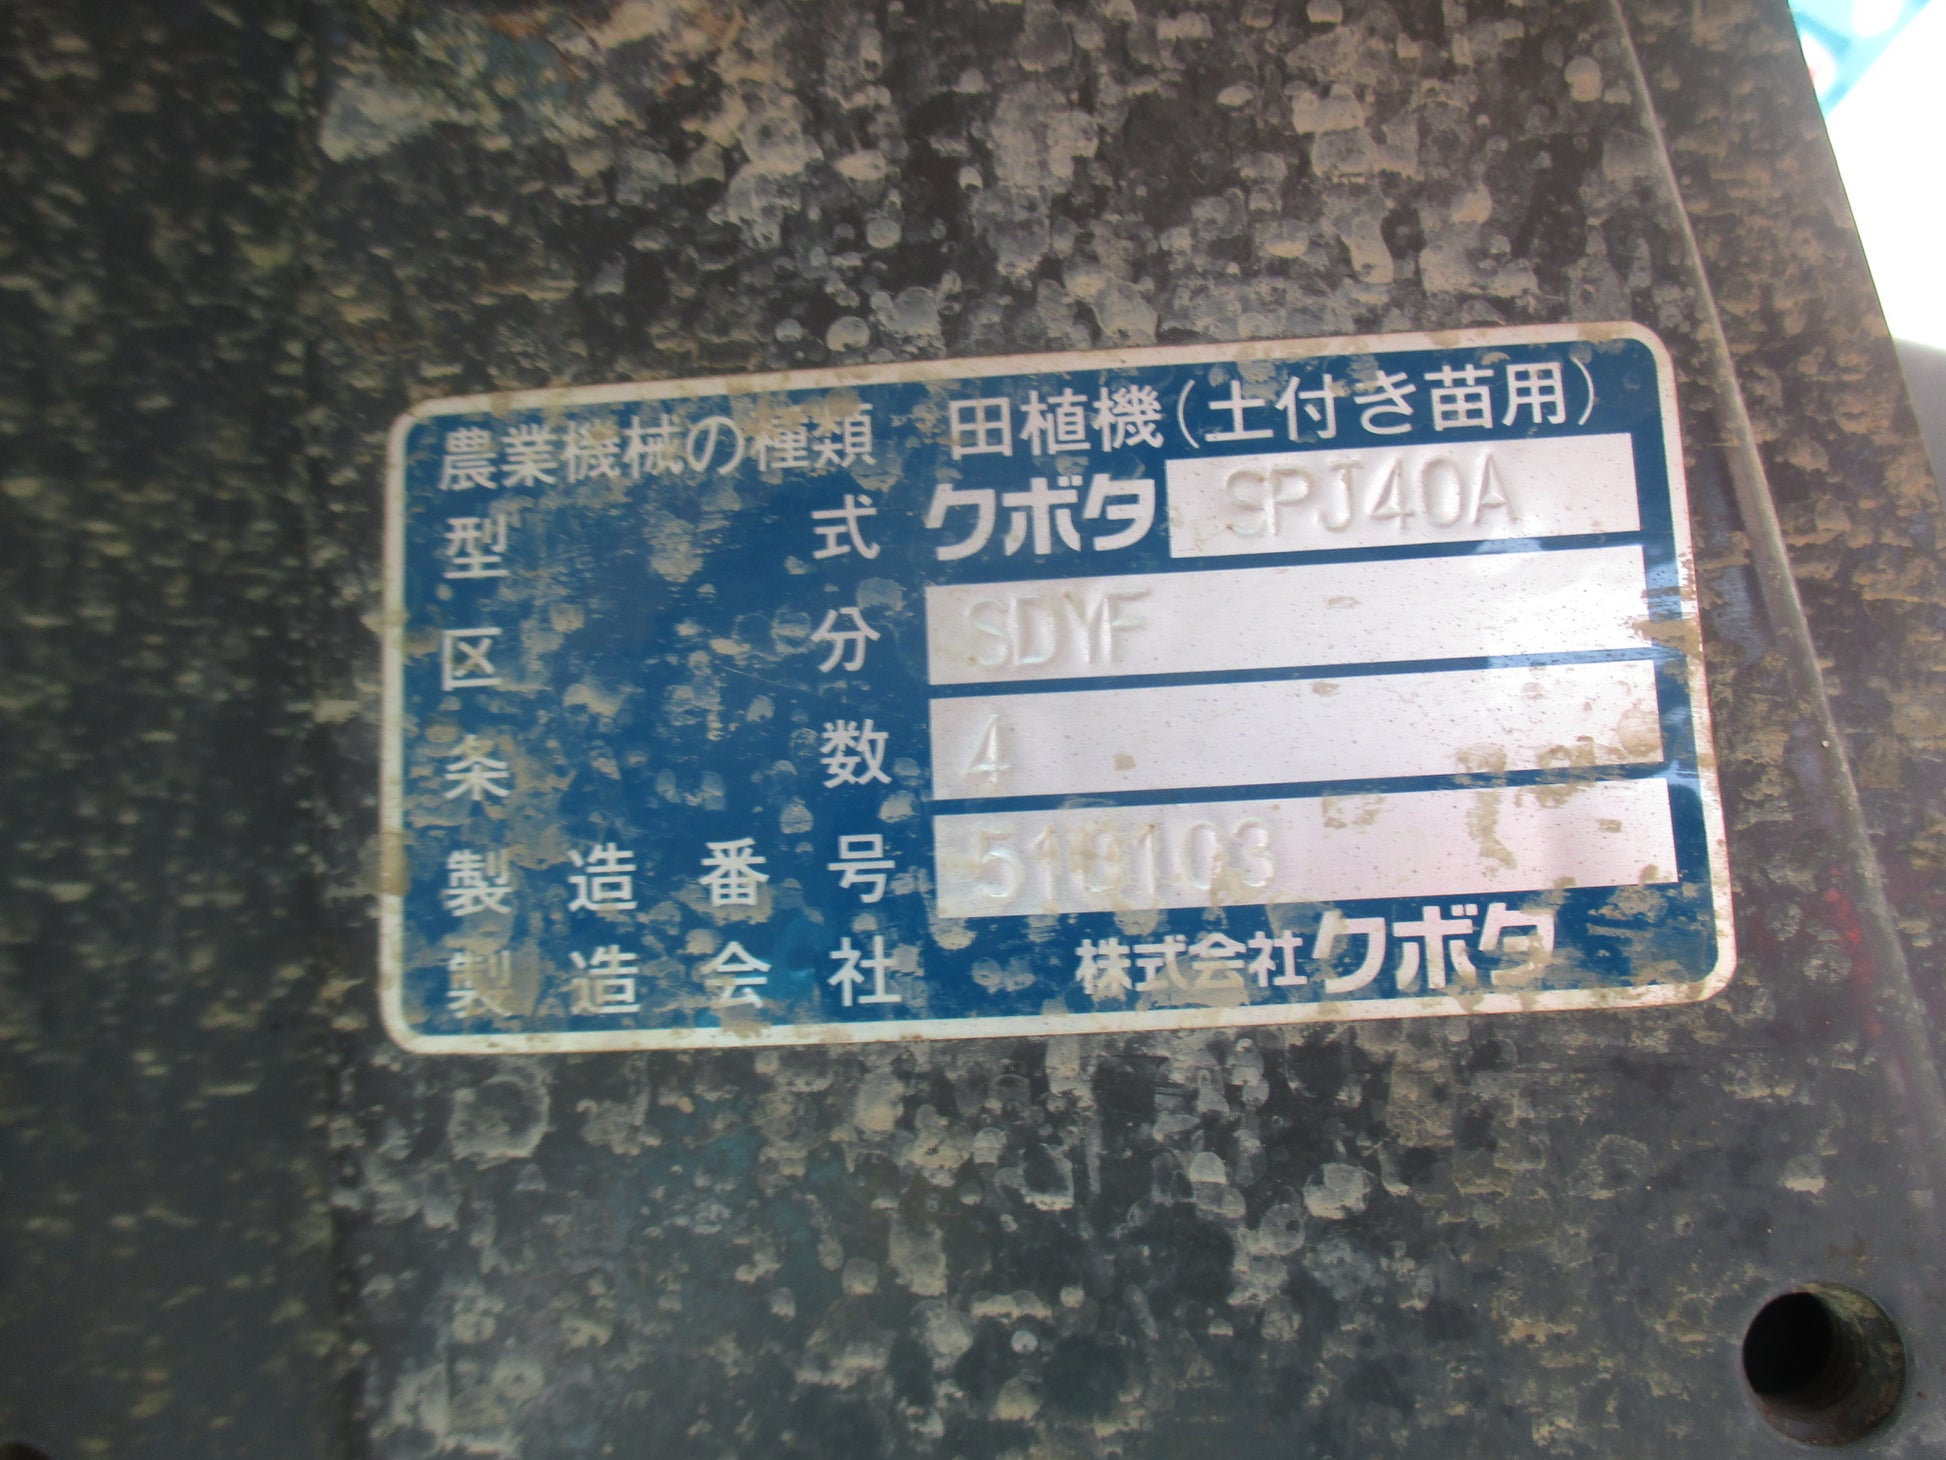 農業機械の種類 田植機(土付き苗用)
型式 クボタ SPJ40A
区分 SDYF
条数 4
製造番号 510103
製造会社 株式会社クボタ